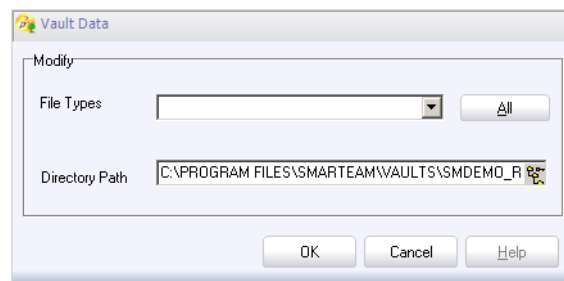 Vault Data
Modify
File Types
All
Directory Path
C:\PROGRAM FILES\SMARTEAM\VAULTS\SMDEMO_R
OK
Cancel
Help